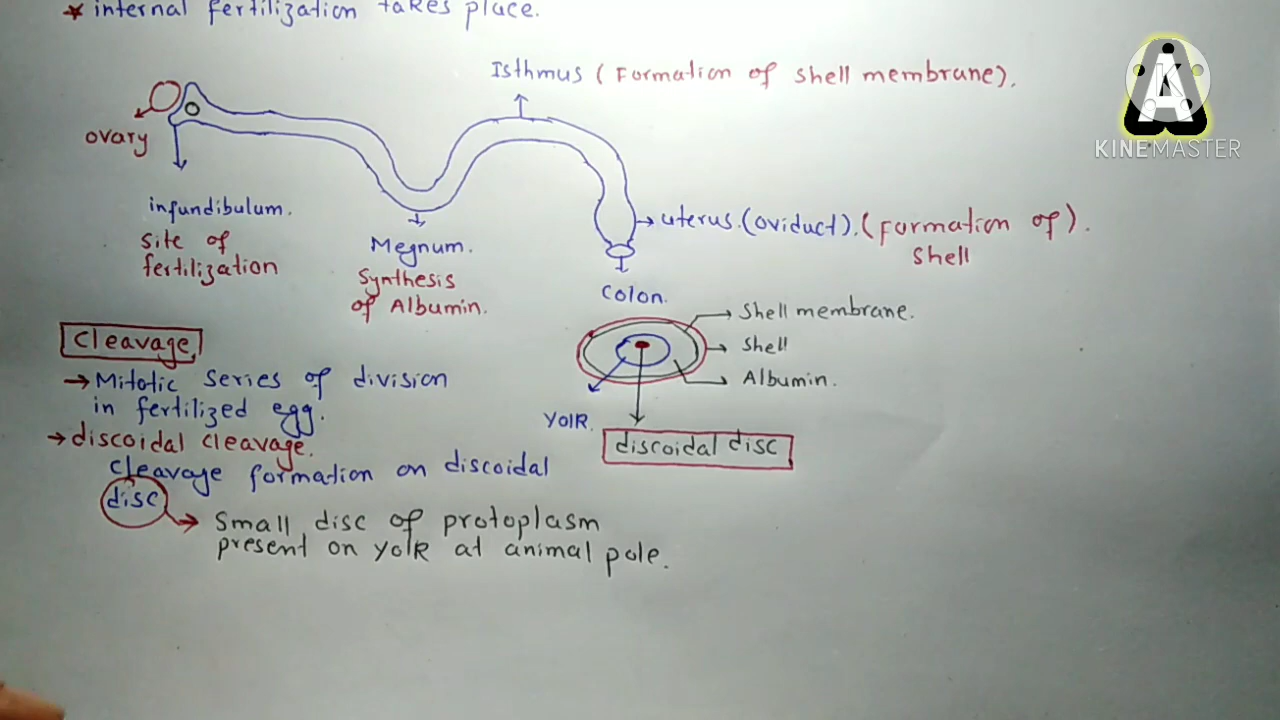 ★ internal fertilization takes place.
Isthmus (Formation of shell membrane).
ovary
infundibulum.
site of
fertilization
Megnum.
Synthesis
of Albumin.
uterus.(oviduct).(Formation of).
Shell
Colon.
Shell membrane.
Shell
Albumin.
YolR.
discoidal disc
Cleavage
→ Mitotic series of division
in fertilized egg.
→ discoidal cleavage.
Cleavage formation on discoidal
disc
→ Small disc of protoplasm
present on yolR at animal pole.
A
K
KINEMASTER